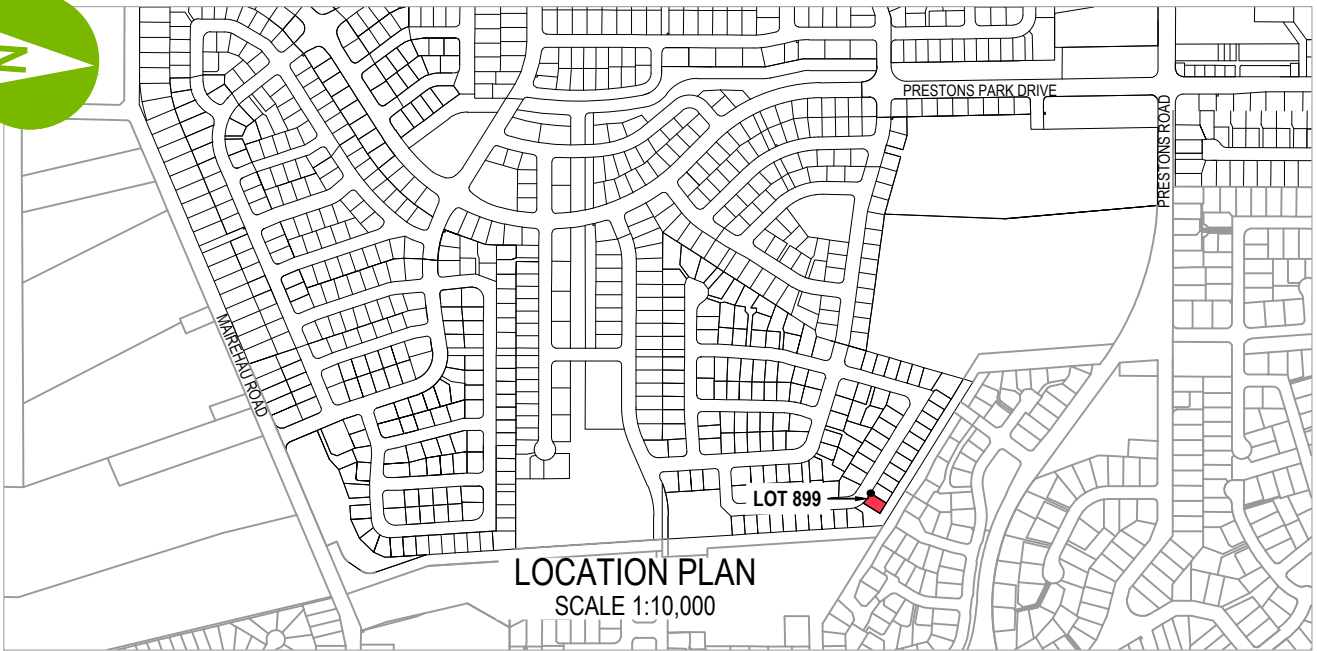 N
PRESTONS PARK DRIVE
PRESTONS ROAD
MAIREHAU ROAD
LOT 899
LOCATION PLAN
SCALE 1:10,000